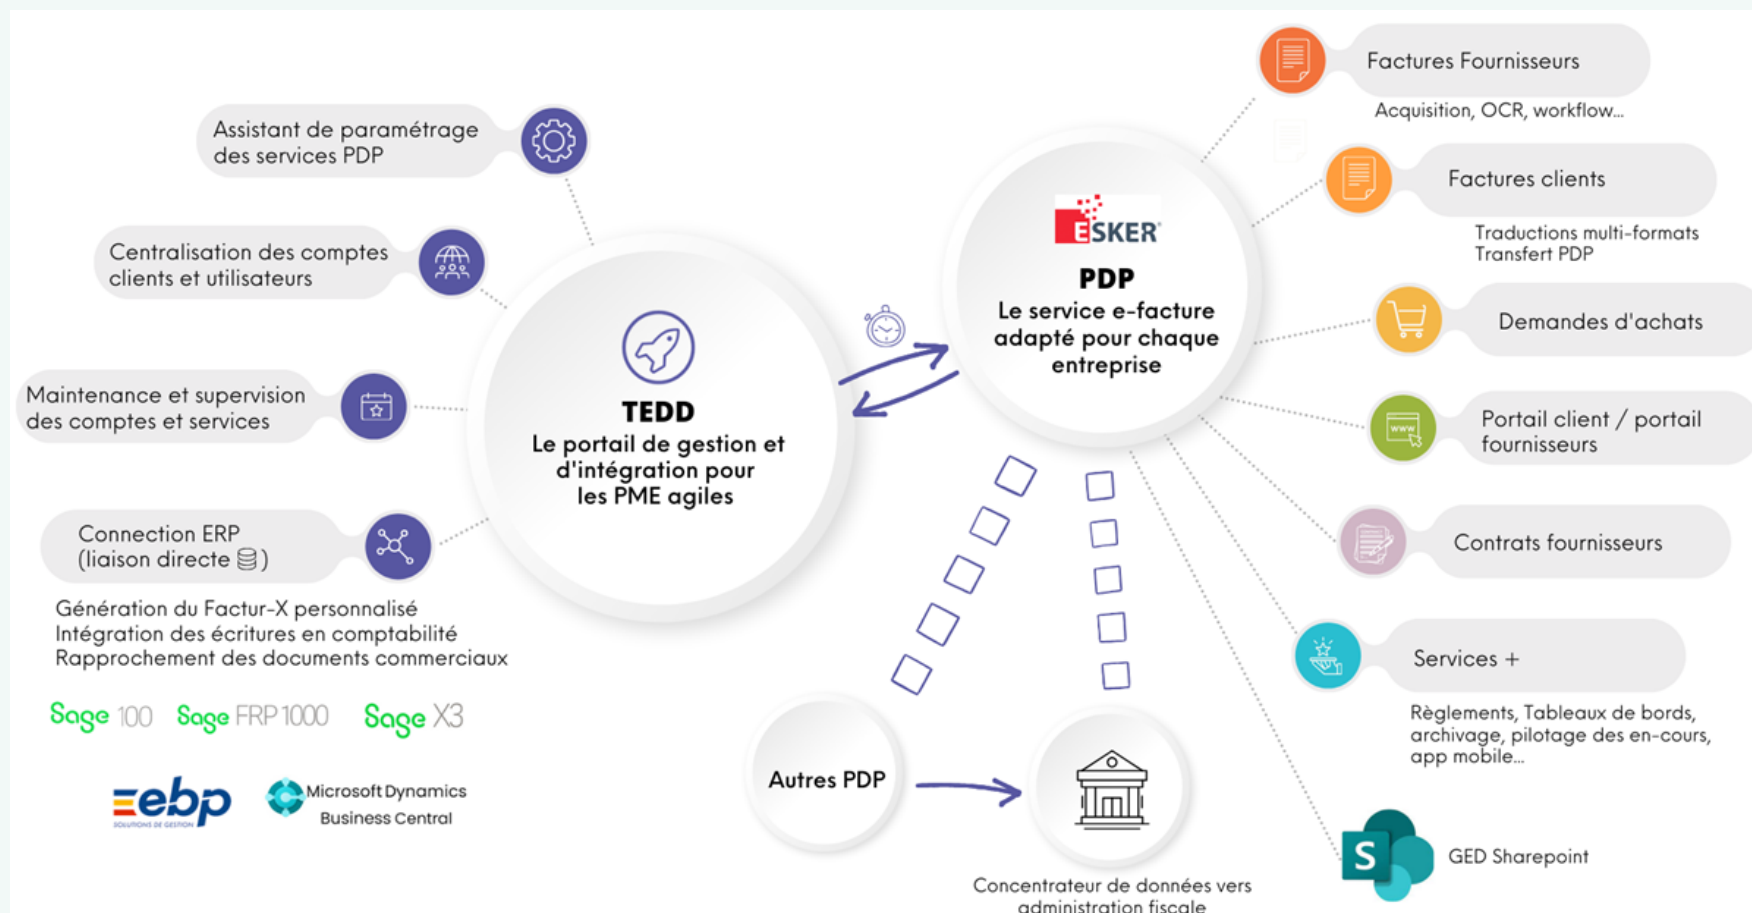 Assistant de paramétrage
des services PDP
Centralisation des comptes
clients et utilisateurs
Maintenance et supervision
des comptes et services
Connection ERP
(liaison directe )
Génération du Factur-X personnalisé
Intégration des écritures en comptabilité
Rapprochement des documents commerciaux
Sage 100
Sage FRP 1000
Sage X3
ebp
SOLUTIONS DE GESTION
Microsoft Dynamics
Business Central
TEDD
Le portail de gestion et
d'intégration pour
les PME agiles
ESKER®
PDP
Le service e-facture
adapté pour chaque
entreprise
Autres PDP
Concentrateur de données vers
administration fiscale
Factures Fournisseurs
Acquisition, OCR, workflow...
Factures clients
Traductions multi-formats
Transfert PDP
Demandes d'achats
www
Portail client / portail
fournisseurs
Contrats fournisseurs
Services +
Règlements, Tableaux de bords,
archivage, pilotage des en-cours,
app mobile...
S
GED Sharepoint